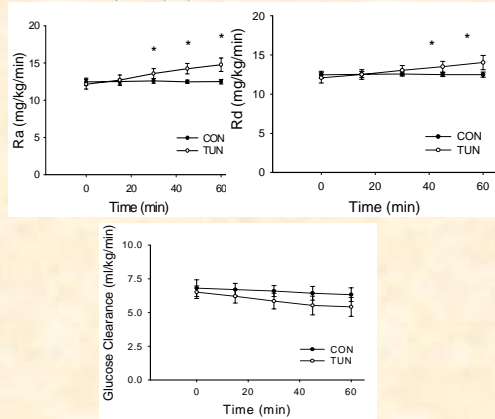 * * *
20
15
10
5
0
Ra (mg/kg/min)
CON
TUN
0 20 40 60
Time (min)
* *
20
15
10
5
0
Rd (mg/kg/min)
CON
TUN
0 20 40 60
Time (min)
10.0
7.5
5.0
2.5
0.0
Glucose Clearance (ml/kg/min)
CON
TUN
0 20 40 60
Time (min)